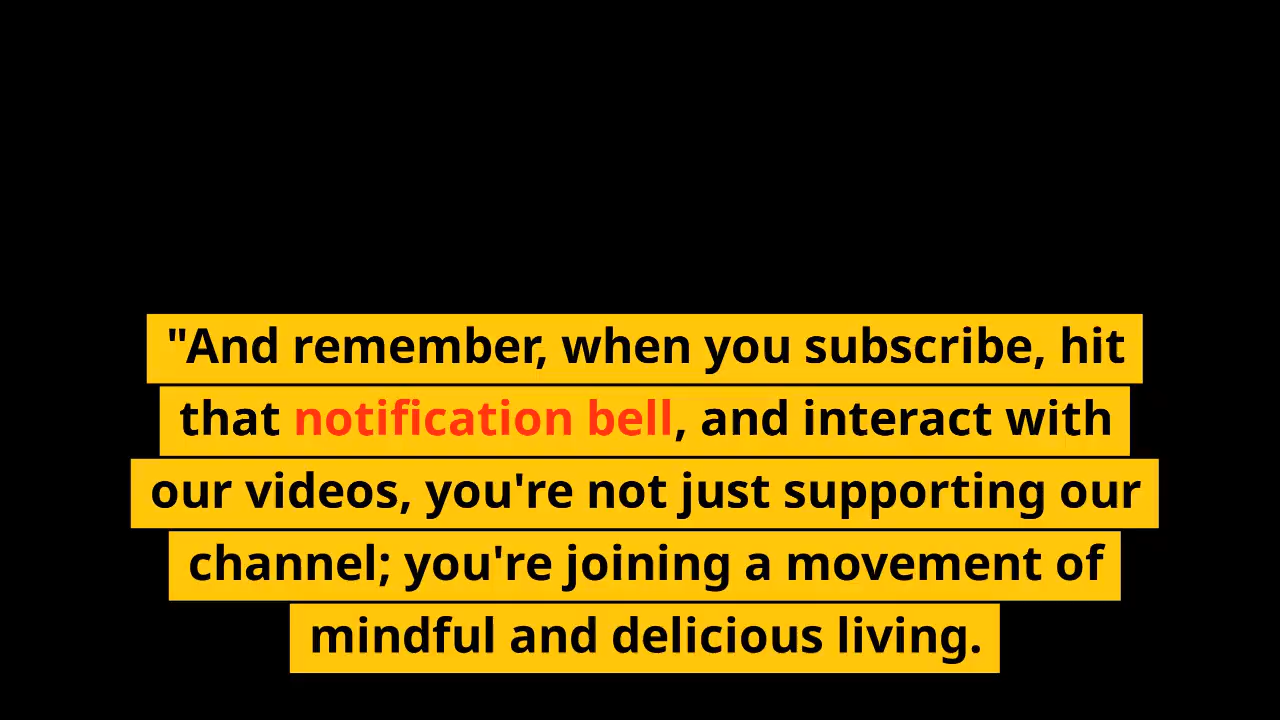 "And remember, when you subscribe, hit
that notification bell, and interact with
our videos, you're not just supporting our
channel; you're joining a movement of
mindful and delicious living.